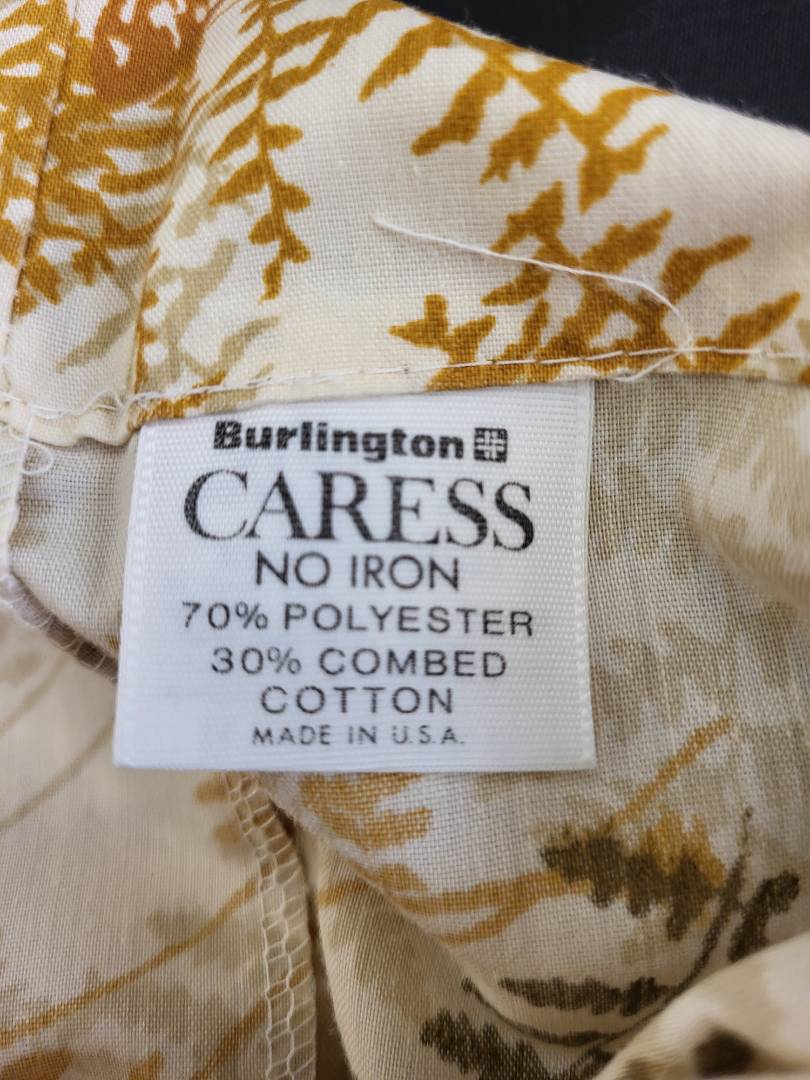 Burlington
CARESS
NO IRON
70% POLYESTER
30% COMBED
COTTON
MADE IN U.S.A.